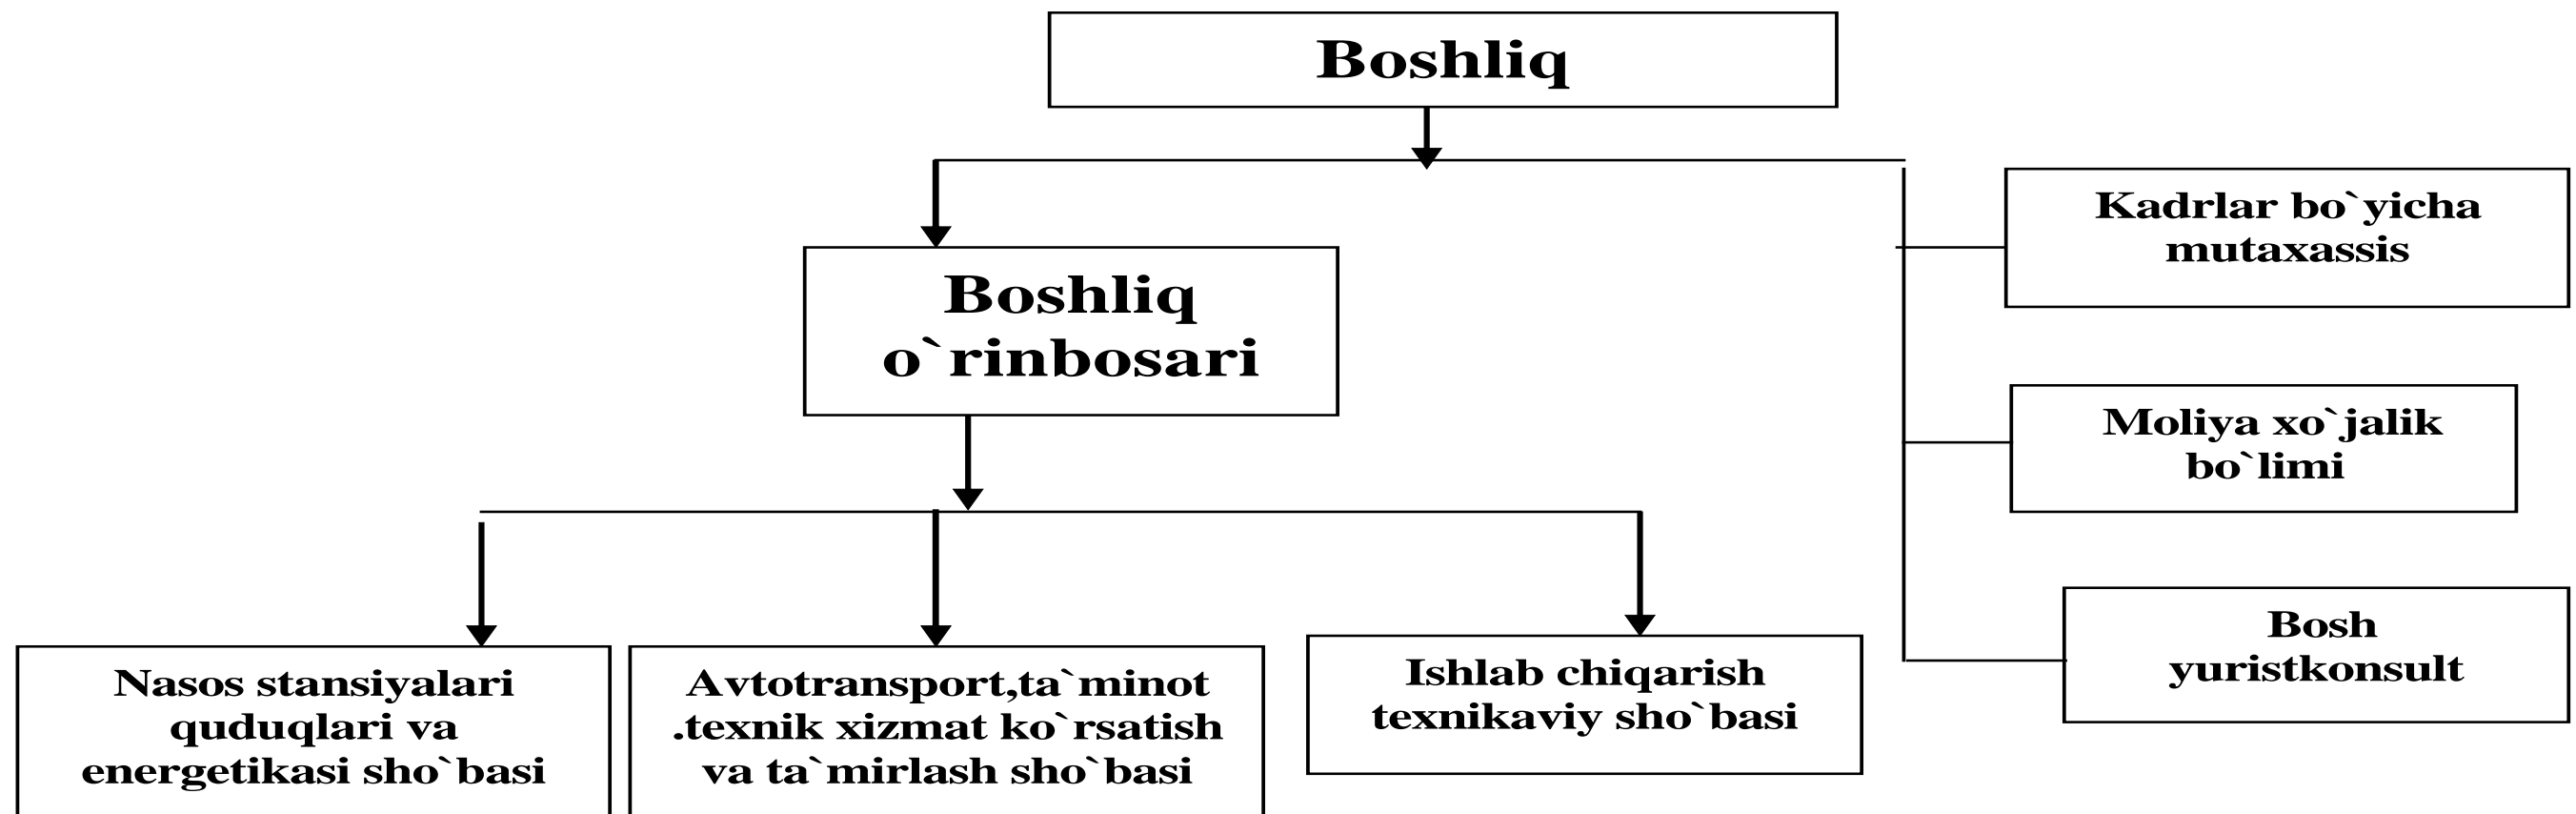 Boshliq
Kadrlar bo`yicha
mutaxassis
Boshliq
o`rinbosari
Moliya xo`jalik
bo`limi
Bosh
yuristkonsult
Nasos stansiyalari
quduqlari va
energetikasi sho`basi
Avtotransport,ta`minot
.texnik xizmat ko`rsatish
va ta`mirlash sho`basi
Ishlab chiqarish
texnikaviy sho`basi